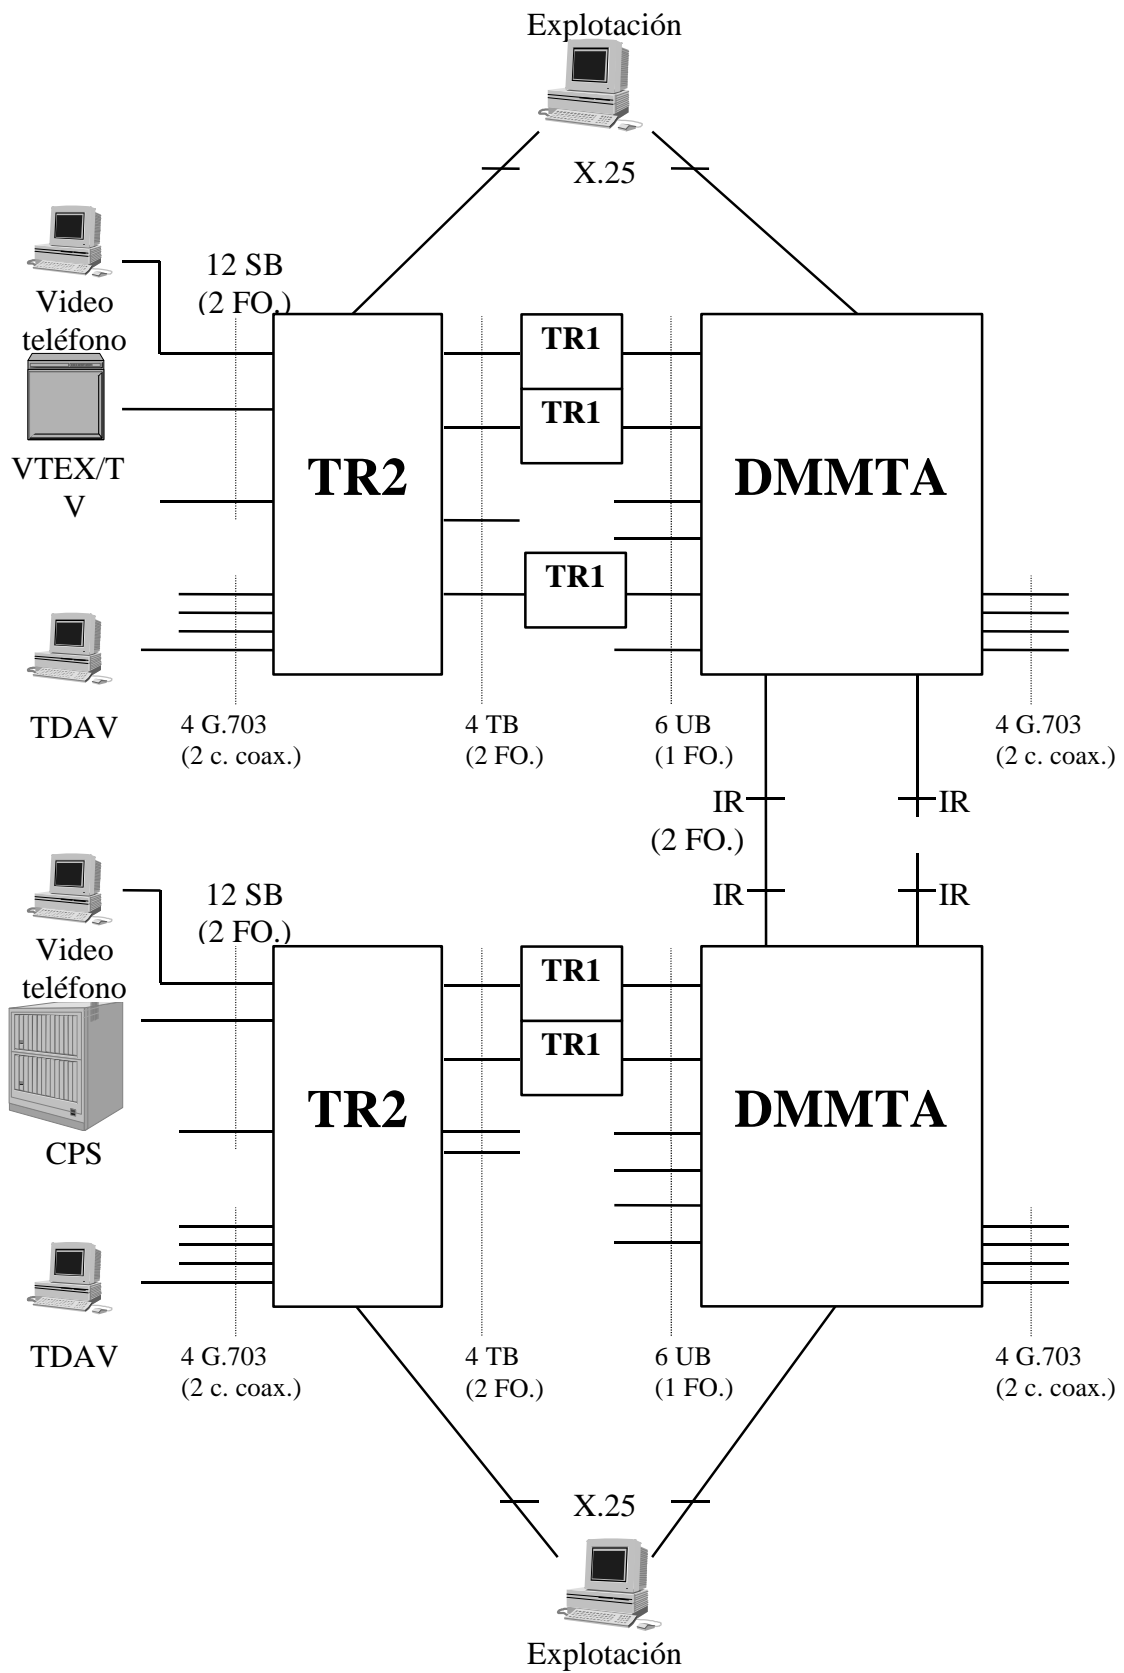 Explotación
X.25
12 SB
(2 FO.)
Video
teléfono
TR1
TR1
VTEX/T
V
TR2
DMMTA
TR1
TDAV
4 G.703
(2 c. coax.)
4 TB
(2 FO.)
6 UB
(1 FO.)
4 G.703
(2 c. coax.)
IR
IR
(2 FO.)
IR
IR
12 SB
(2 FO.)
Video
teléfono
TR1
TR1
TR2
DMMTA
CPS
TDAV
4 G.703
(2 c. coax.)
4 TB
(2 FO.)
6 UB
(1 FO.)
4 G.703
(2 c. coax.)
X.25
Explotación